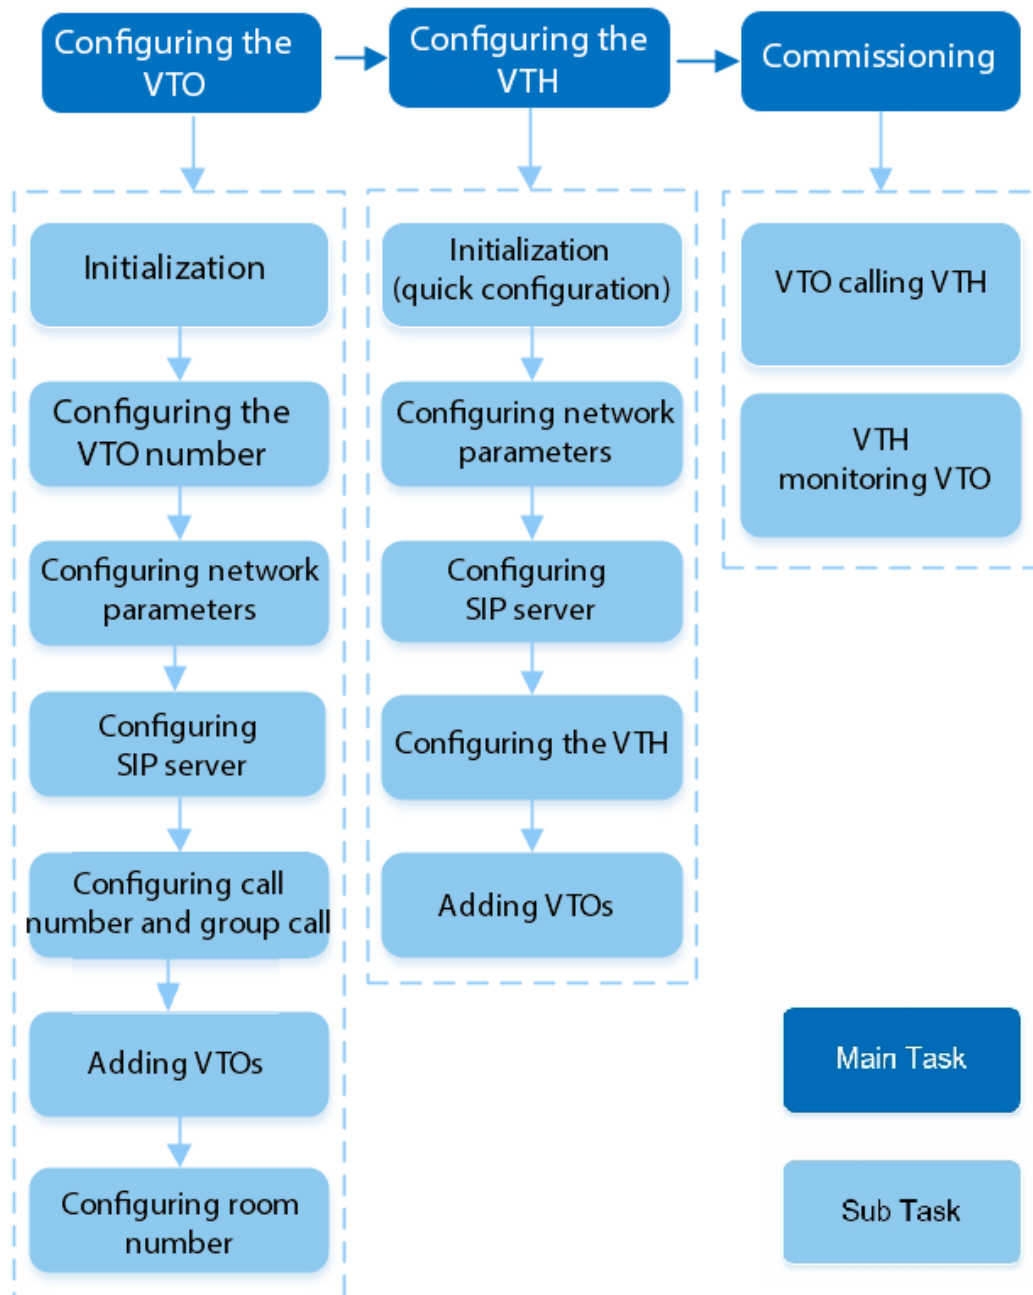 Configuring the
VTO
Configuring the
VTH
Commissioning
Initialization
Configuring the
VTO number
Configuring network
parameters
Configuring
SIP server
Configuring call
number and group call
Adding VTOs
Configuring room
number
Initialization
(quick configuration)
Configuring network
parameters
Configuring
SIP server
Configuring the VTH
Adding VTOs
VTO calling VTH
VTH
monitoring VTO
Main Task
Sub Task